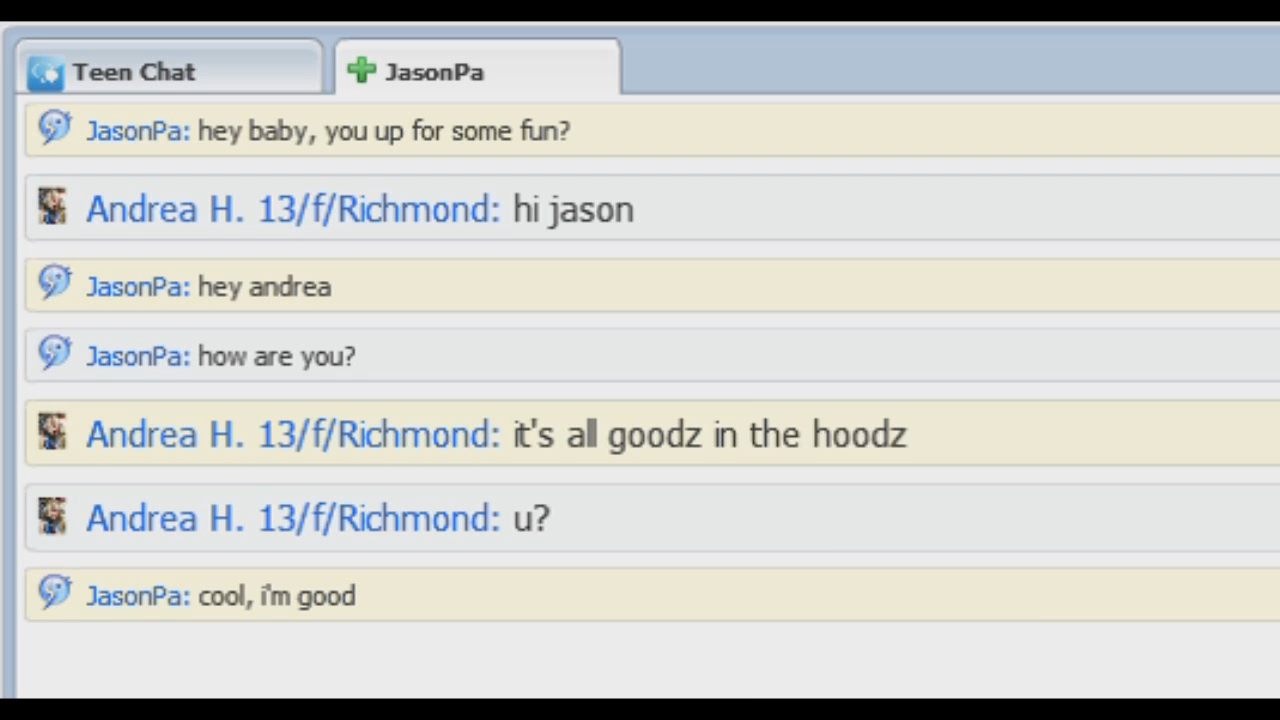 Teen Chat
JasonPa
JasonPa: hey baby, you up for some fun?
Andrea H. 13/f/Richmond: hi jason
JasonPa: hey andrea
JasonPa: how are you?
Andrea H. 13/f/Richmond: it's all goodz in the hoodz
Andrea H. 13/f/Richmond: u?
JasonPa: cool, i'm good